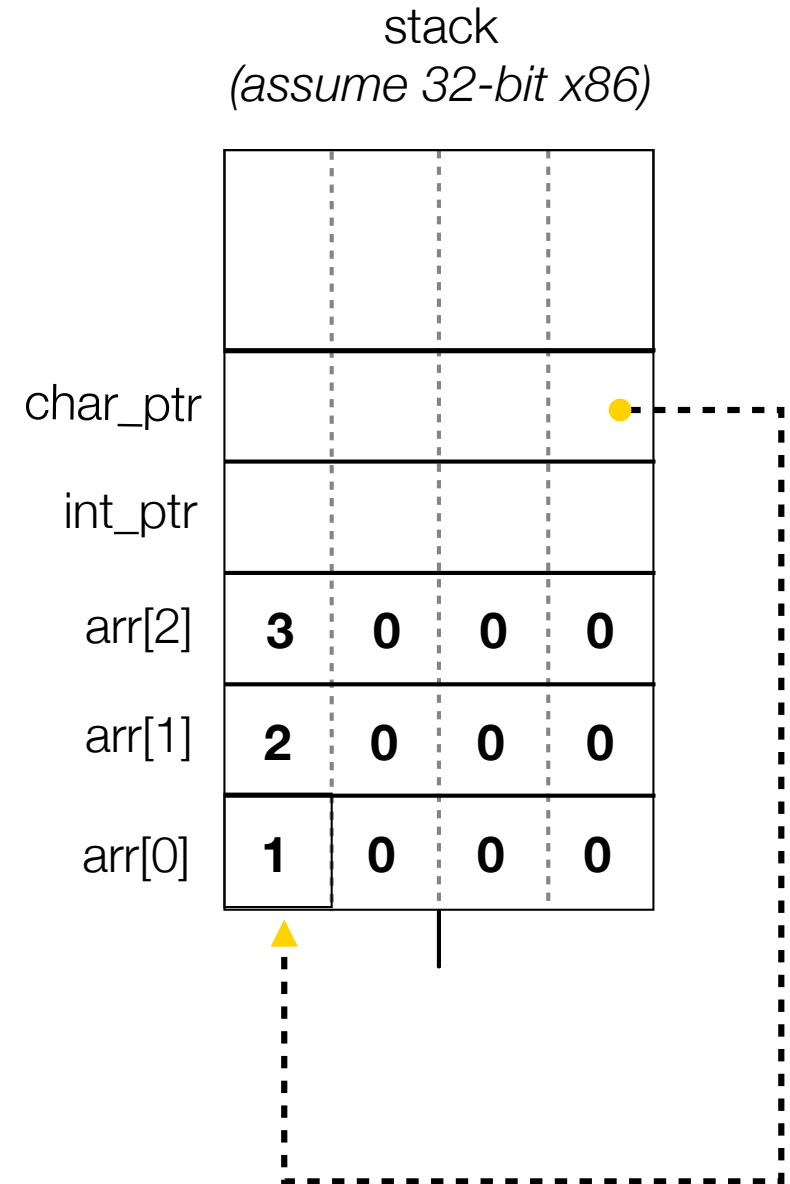 stack
(assume 32-bit x86)
char_ptr
int_ptr
arr[2] 3 0 0 0
arr[1] 2 0 0 0
arr[0] 1 0 0 0